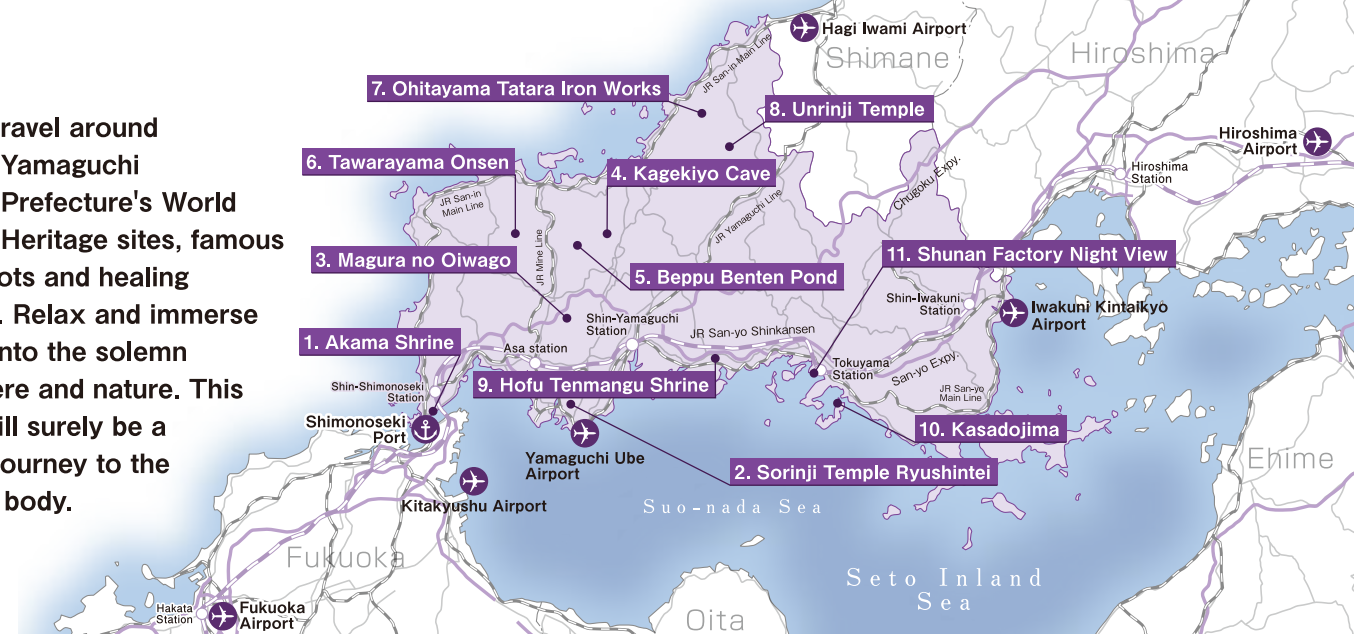 ravel around
Yamaguchi
Prefecture's World
Heritage sites, famous
ots and healing
. Relax and immerse
nto the solemn
ere and nature. This
ill surely be a
ourney to the
body.
Hagi Iwami Airport
Shimane
Hiroshima
JR San-in Main Line
7. Ohitayama Tatara Iron Works
8. Unrinji Temple
Hiroshima
Airport
Hiroshima
Station
6. Tawarayama Onsen
4. Kagekiyo Cave
Chugoku Expy.
JR San-in
Main Line
JR Yamaguchi Line
JR Mine Line
3. Magura no Oiwago
11. Shunan Factory Night View
5. Beppu Benten Pond
Shin-Iwakuni
Station
Iwakuni Kintaikyo
Airport
Shin-Yamaguchi
Station
JR San-yo Shinkansen
1. Akama Shrine
Asa station
Tokuyama
Station
San-yo Expy.
JR San-yo
Main Line
Shin-Shimonoseki
Station
9. Hofu Tenmangu Shrine
Shimonoseki
Port
10. Kasadojima
Yamaguchi Ube
Airport
2. Sorinji Temple Ryushintei
Ehime
Kitakyushu Airport
Suo-nada Sea
Fukuoka
Seto Inland
Sea
Hakata
Station
Fukuoka
Airport
Oita